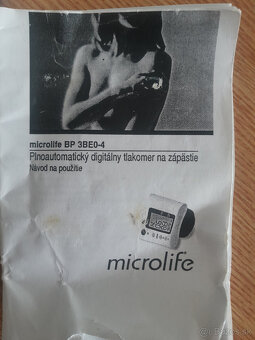 microlife BP 3BE0-4
Plnoautomatický digitálny tlakomer na zápästie
Návod na použitie
microlife